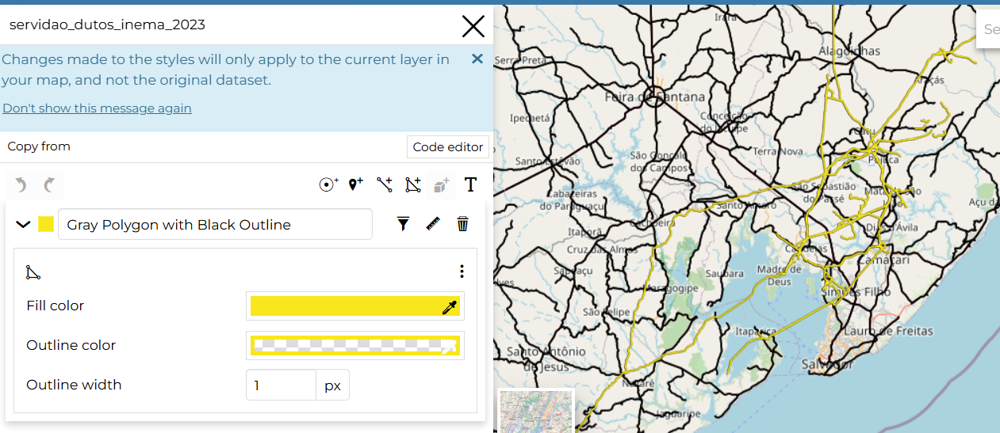 servidao_dutos_inema_2023
Changes made to the styles will only apply to the current layer in
your map, and not the original dataset.
Don't show this message again
Copy from
Code editor
T
Gray Polygon with Black Outline
Fill color
Outline color
Outline width
1
px
Se
Irará
Serra Preta
Alagoinhas
Araçás
Feira de Santana
Ipecaetá
Conceição
do Jacuípe
Catu
Terra Nova
Pojuca
Santo Estêvão
São Gonçalo
dos Campos
São Sebastião
do Passé
Mata de São
João
Cabaceiras
do Paraguaçu
Santo Amaro
Açu da
Cachoeira
Itaporã
Dias d'Ávila
Cruz das Almas
Candeias
Camaçari
Sapeaçu
Saubara
Madre de
Deus
Maragogipe
Simões Filho
São Felipe
Itaparica
Lauro de Freitas
Santo Antônio
de Jesus
Salvador
Nazaré
Jaguaripe